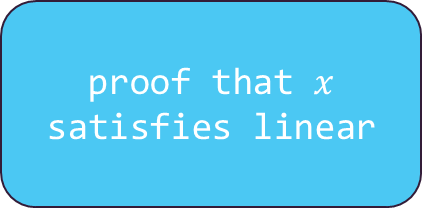 proof that x
satisfies linear